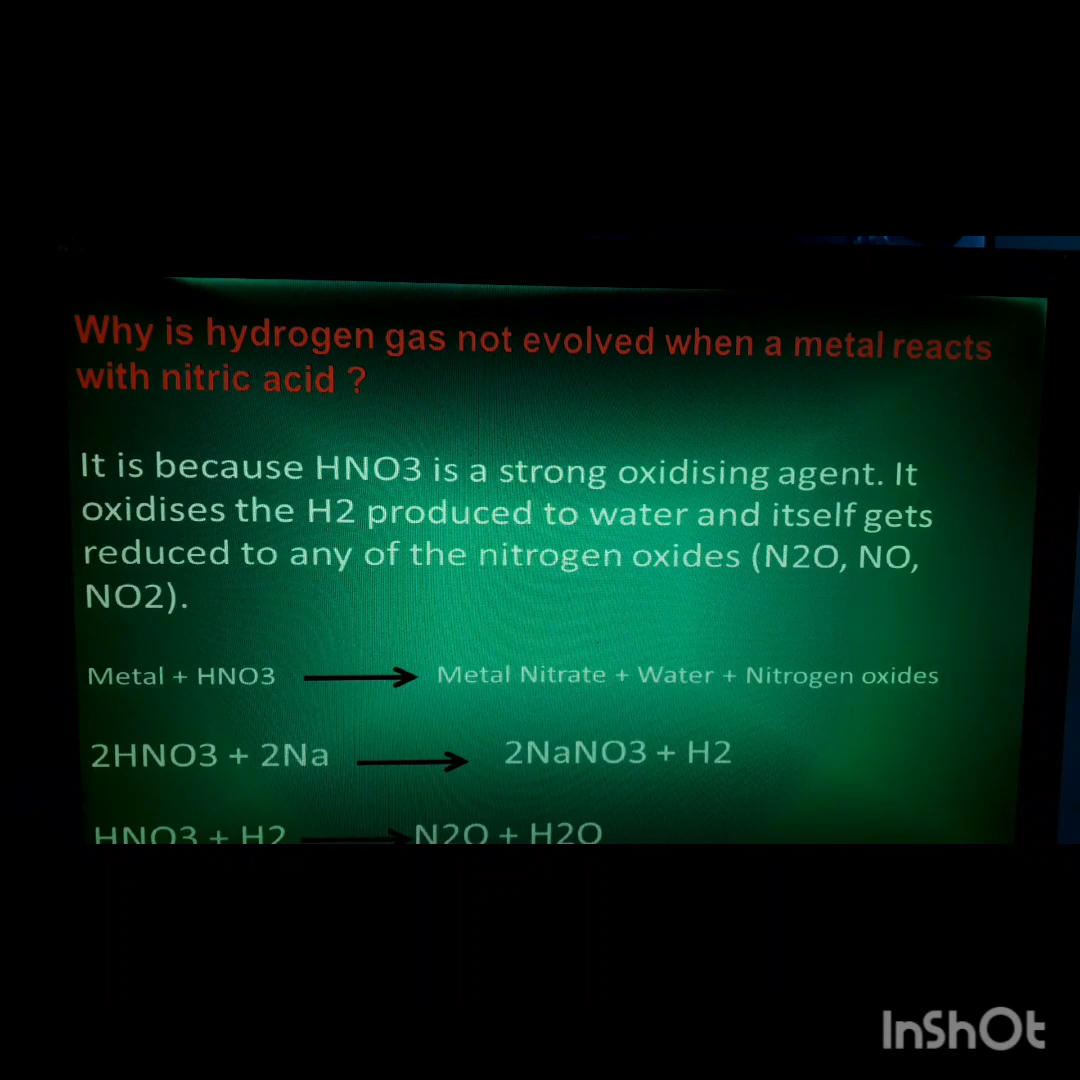 Why is hydrogen gas not evolved when a metal reacts
with nitric acid ?
It is because HNO3 is a strong oxidising agent. It
oxidises the H2 produced to water and itself gets
reduced to any of the nitrogen oxides (N2O, NO,
NO2).
Metal + HNO3 → Metal Nitrate + Water + Nitrogen oxides
2HNO3 + 2Na → 2NaNO3 + H2
HNO3 + H2 → N2O + H2O
InShOt